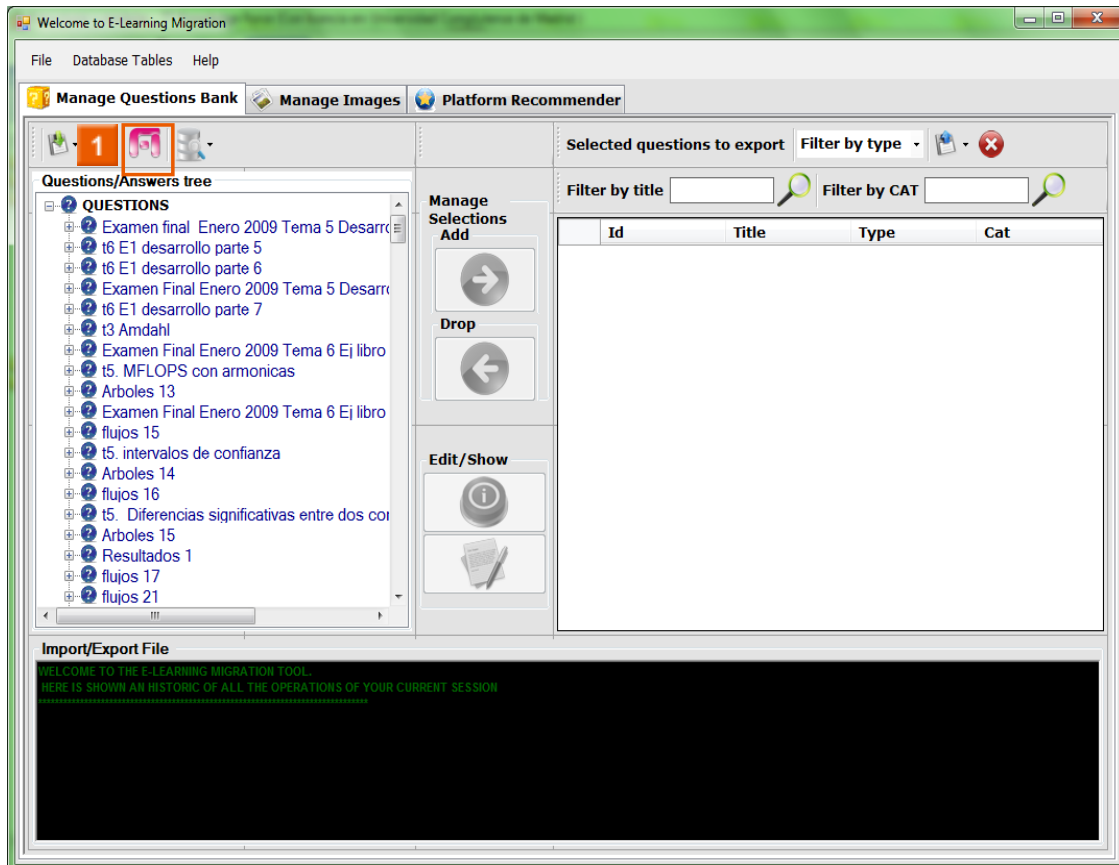 Welcome to E-Learning Migration
File Database Tables Help
Manage Questions Bank Manage Images Platform Recommender
1
Selected questions to export Filter by type
Questions/Answers tree
Filter by title Filter by CAT
Manage
Selections
Add
Id Title Type Cat
QUESTIONS
Examen final Enero 2009 Tema 5 Desarr
t6 E1 desarrollo parte 5
t6 E1 desarrollo parte 6
Examen Final Enero 2009 Tema 5 Desarr
t6 E1 desarrollo parte 7
t3 Amdahl
Examen Final Enero 2009 Tema 6 Ej libro
t5. MFLOPS con armonicas
Arboles 13
Examen Final Enero 2009 Tema 6 Ej libro
flujos 15
t5. intervalos de confianza
Arboles 14
flujos 16
t5. Diferencias significativas entre dos cor
Arboles 15
Resultados 1
flujos 17
flujos 21
Drop
Edit/Show
Import/Export File
WELCOME TO THE E-LEARNING MIGRATION TOOL.
HERE IS SHOWN AN HISTORIC OF ALL THE OPERATIONS OF YOUR CURRENT SESSION